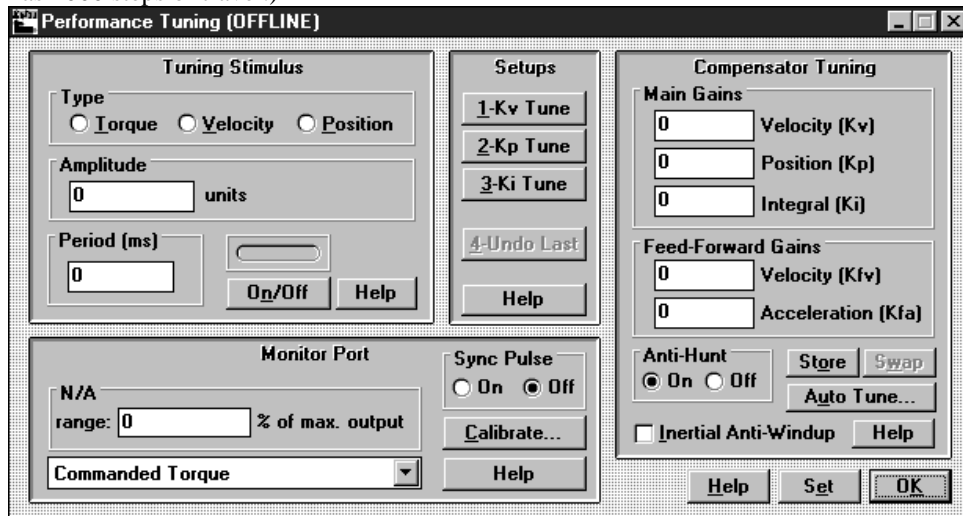 Performance Tuning (OFFLINE)
Tuning Stimulus
Type
Torque Velocity Position
Amplitude
0 units
Period (ms)
0
On/Off Help
Setups
1-Kv Tune
2-Kp Tune
3-Ki Tune
4-Undo Last
Help
Compensator Tuning
Main Gains
0 Velocity (Kv)
0 Position (Kp)
0 Integral (Ki)
Feed-Forward Gains
0 Velocity (Kfv)
0 Acceleration (Kfa)
Anti-Hunt
On Off
Store Swap
Auto Tune...
Inertial Anti-Windup Help
Monitor Port
N/A
range: 0 % of max. output
Commanded Torque
Sync Pulse
On Off
Calibrate...
Help
Help Set OK